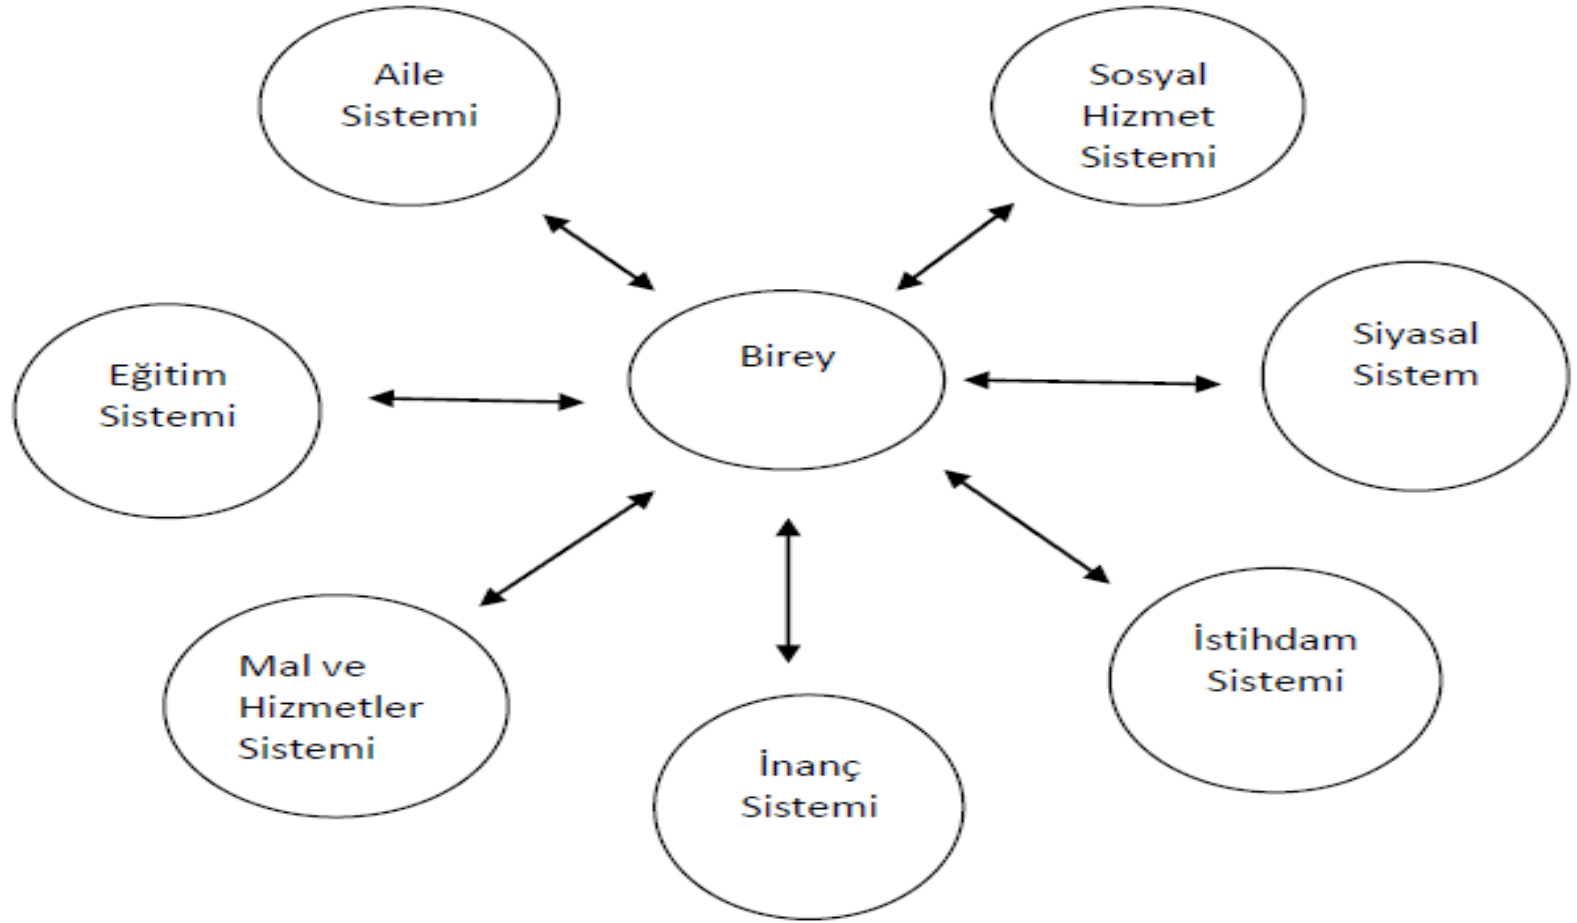 Aile
Sistemi
Sosyal
Hizmet
Sistemi
Birey
Siyasal
Sistem
Eğitim
Sistemi
Mal ve
Hizmetler
Sistemi
İnanç
Sistemi
İstihdam
Sistemi